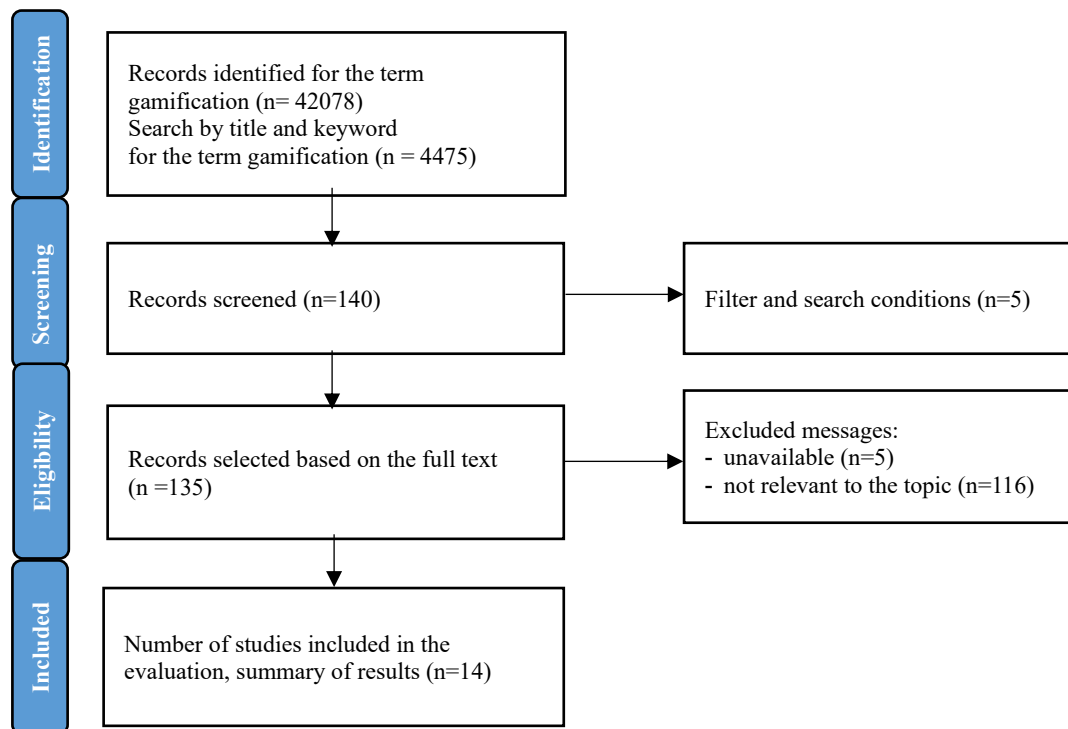 Identification
Records identified for the term
gamification (n= 42078)
Search by title and keyword
for the term gamification (n = 4475)
Screening
Records screened (n=140)
Filter and search conditions (n=5)
Eligibility
Records selected based on the full text
(n =135)
Excluded messages:
- unavailable (n=5)
- not relevant to the topic (n=116)
Included
Number of studies included in the
evaluation, summary of results (n=14)